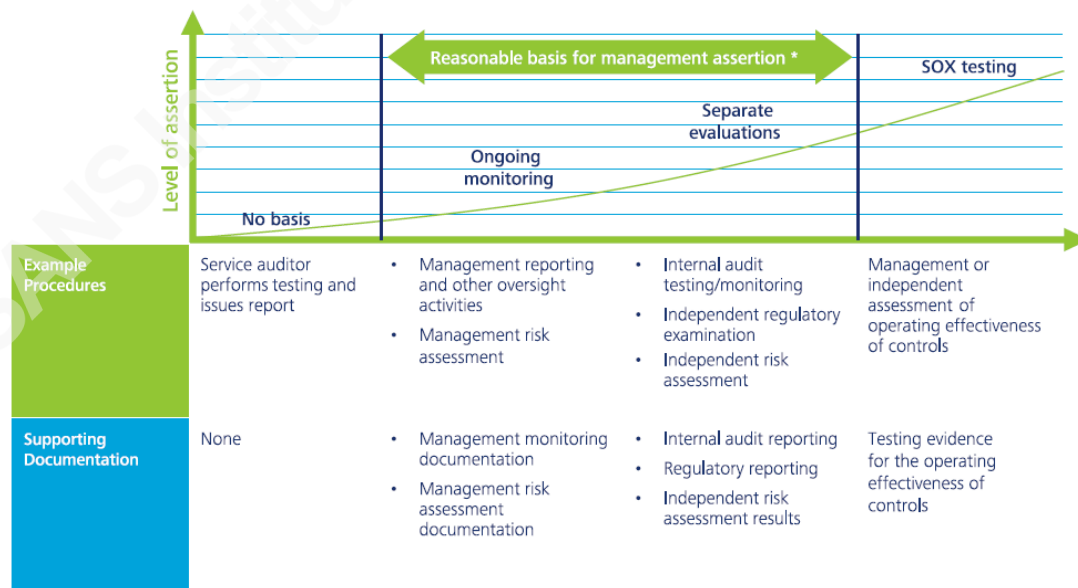 SANS Institu
Level of assertion
Reasonable basis for management assertion *
SOX testing
Separate
evaluations
Ongoing
monitoring
No basis
Example
Procedures
Service auditor
performs testing and
issues report
• Management reporting
and other oversight
activities
• Management risk
assessment
• Internal audit
testing/monitoring
• Independent regulatory
examination
• Independent risk
assessment
Management or
independent
assessment of
operating effectiveness
of controls
Supporting
Documentation
None
• Management monitoring
documentation
• Management risk
assessment
documentation
• Internal audit reporting
• Regulatory reporting
• Independent risk
assessment results
Testing evidence
for the operating
effectiveness of
controls